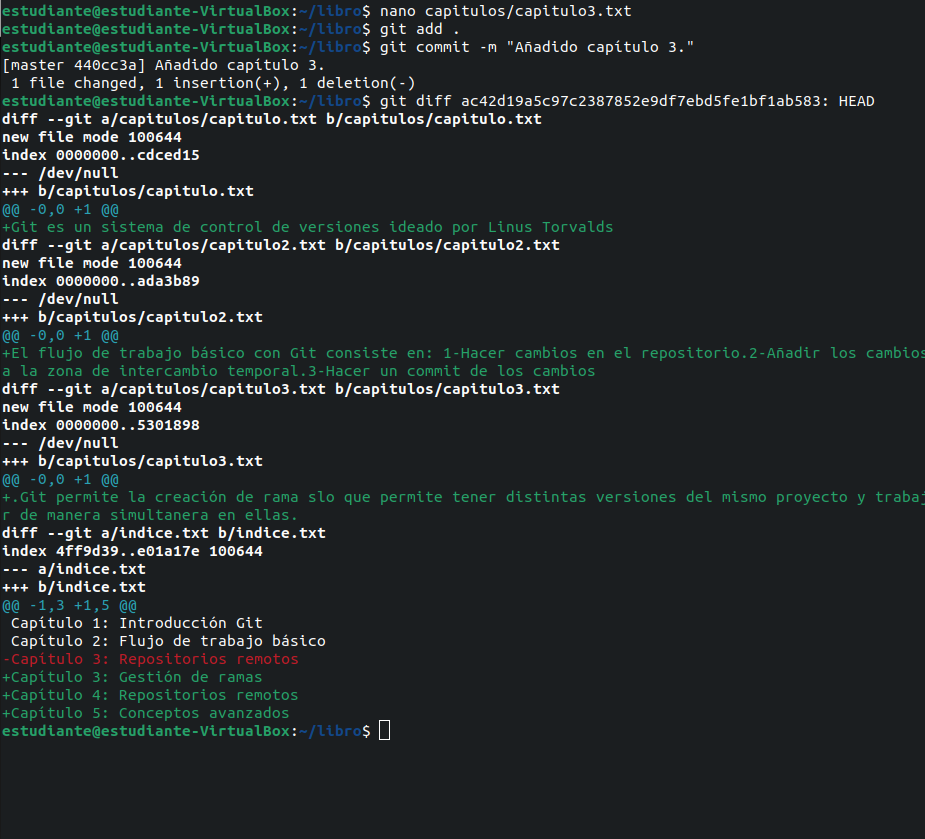 estudiante@estudiante-VirtualBox:~/libro$ nano capitulos/capitulo3.txt
estudiante@estudiante-VirtualBox:~/libro$ git add .
estudiante@estudiante-VirtualBox:~/libro$ git commit -m "Añadido capítulo 3."
[master 440cc3a] Añadido capítulo 3.
 1 file changed, 1 insertion(+), 1 deletion(-)
estudiante@estudiante-VirtualBox:~/libro$ git diff ac42d19a5c97c2387852e9df7ebd5fe1bf1ab583: HEAD
diff --git a/capitulos/capitulo.txt b/capitulos/capitulo.txt
new file mode 100644
index 0000000..cdced15
--- /dev/null
+++ b/capitulos/capitulo.txt
@@ -0,0 +1 @@
+Git es un sistema de control de versiones ideado por Linus Torvalds
diff --git a/capitulos/capitulo2.txt b/capitulos/capitulo2.txt
new file mode 100644
index 0000000..ada3b89
--- /dev/null
+++ b/capitulos/capitulo2.txt
@@ -0,0 +1 @@
+El flujo de trabajo básico con Git consiste en: 1-Hacer cambios en el repositorio.2-Añadir los cambios
a la zona de intercambio temporal.3-Hacer un commit de los cambios
diff --git a/capitulos/capitulo3.txt b/capitulos/capitulo3.txt
new file mode 100644
index 0000000..5301898
--- /dev/null
+++ b/capitulos/capitulo3.txt
@@ -0,0 +1 @@
+.Git permite la creación de rama slo que permite tener distintas versiones del mismo proyecto y trabaj
r de manera simultanera en ellas.
diff --git a/indice.txt b/indice.txt
index 4ff9d39..e01a17e 100644
--- a/indice.txt
+++ b/indice.txt
@@ -1,3 +1,5 @@
 Capítulo 1: Introducción Git
 Capítulo 2: Flujo de trabajo básico
-Capítulo 3: Repositorios remotos
+Capítulo 3: Gestión de ramas
+Capítulo 4: Repositorios remotos
+Capítulo 5: Conceptos avanzados
estudiante@estudiante-VirtualBox:~/libro$